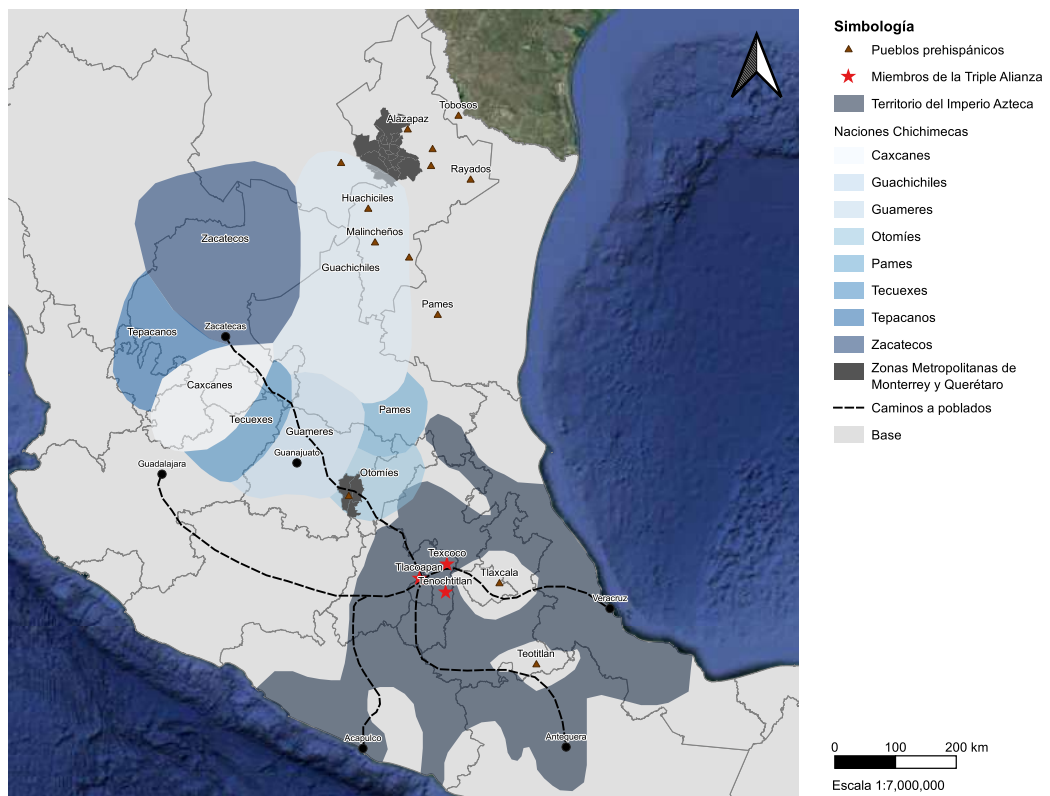 Tobosos
Alazapaz
Rayados
Huachiciles
Malincheños
Zacatecos
Guachichiles
Pames
Zacatecas
Tepacanos
Caxcanes
Pames
Tecuexes
Guameres
Guanajuato
Guadalajara
Otomíes
Texcoco
Tlacoapan
Tlaxcala
Tenochtitlan
Veracruz
Teotitlan
Acapulco
Antequera
Simbología
Pueblos prehispánicos
Miembros de la Triple Alianza
Territorio del Imperio Azteca
Naciones Chichimecas
Caxcanes
Guachichiles
Guameres
Otomíes
Pames
Tecuexes
Tepacanos
Zacatecos
Zonas Metropolitanas de
Monterrey y Querétaro
Caminos a poblados
Base
0 100 200 km
Escala 1:7,000,000